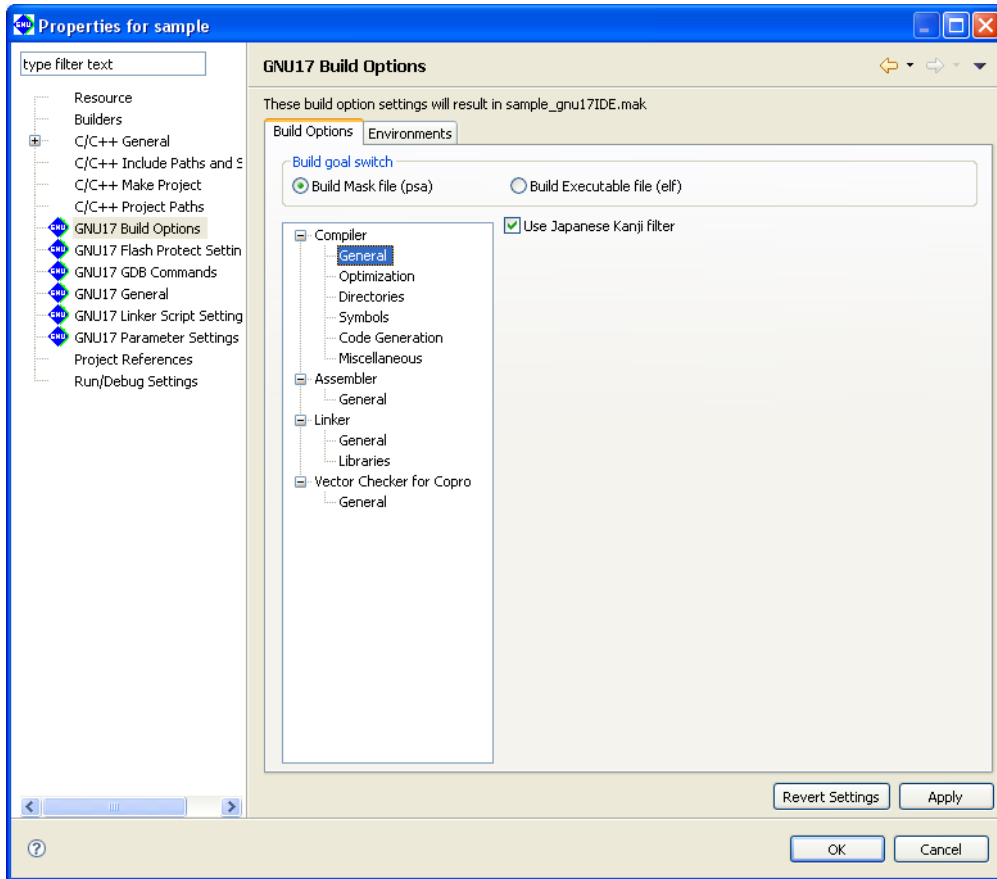 Properties for sample
type filter text
Resource
Builders
C/C++ General
C/C++ Include Paths and S
C/C++ Make Project
C/C++ Project Paths
GNU17 Build Options
GNU17 Flash Protect Settin
GNU17 GDB Commands
GNU17 General
GNU17 Linker Script Setting
GNU17 Parameter Settings
Project References
Run/Debug Settings
GNU17 Build Options
These build option settings will result in sample_gnu17IDE.mak
Build Options Environments
Build goal switch
Build Mask file (psa) Build Executable file (elf)
Compiler
General
Optimization
Directories
Symbols
Code Generation
Miscellaneous
Assembler
General
Linker
General
Libraries
Vector Checker for Copro
General
Use Japanese Kanji filter
Revert Settings Apply
OK Cancel